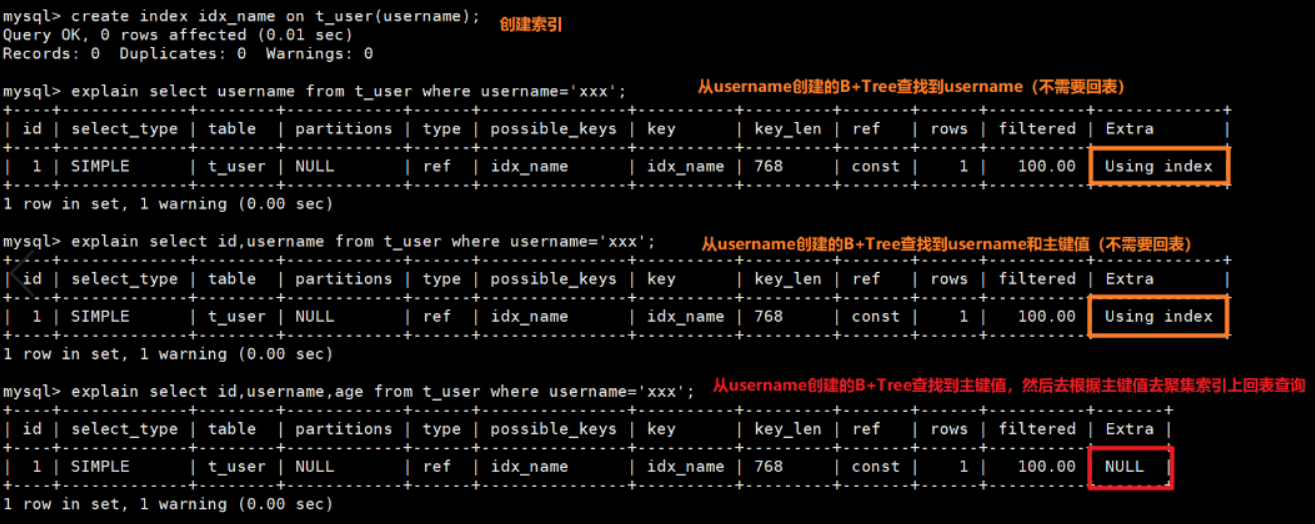 mysql> create index idx_name on t_user(username);
创建索引
Query OK, 0 rows affected (0.01 sec)
Records: 0  Duplicates: 0  Warnings: 0
mysql> explain select username from t_user where username='xxx';
从username创建的B+Tree查找到username（不需要回表）
+----+-------------+--------+------------+------+---------------+----------+---------+-------+------+----------+-------------+
| id | select_type | table  | partitions | type | possible_keys | key      | key_len | ref   | rows | filtered | Extra       |
+----+-------------+--------+------------+------+---------------+----------+---------+-------+------+----------+-------------+
|  1 | SIMPLE      | t_user | NULL       | ref  | idx_name      | idx_name | 768     | const |    1 |   100.00 | Using index |
+----+-------------+--------+------------+------+---------------+----------+---------+-------+------+----------+-------------+
1 row in set, 1 warning (0.00 sec)
mysql> explain select id,username from t_user where username='xxx';
从username创建的B+Tree查找到username和主键值（不需要回表）
+----+-------------+--------+------------+------+---------------+----------+---------+-------+------+----------+-------------+
| id | select_type | table  | partitions | type | possible_keys | key      | key_len | ref   | rows | filtered | Extra       |
+----+-------------+--------+------------+------+---------------+----------+---------+-------+------+----------+-------------+
|  1 | SIMPLE      | t_user | NULL       | ref  | idx_name      | idx_name | 768     | const |    1 |   100.00 | Using index |
+----+-------------+--------+------------+------+---------------+----------+---------+-------+------+----------+-------------+
1 row in set, 1 warning (0.00 sec)
mysql> explain select id,username,age from t_user where username='xxx';
从username创建的B+Tree查找到主键值，然后去根据主键值去聚集索引上回表查询
+----+-------------+--------+------------+------+---------------+----------+---------+-------+------+----------+-------+
| id | select_type | table  | partitions | type | possible_keys | key      | key_len | ref   | rows | filtered | Extra |
+----+-------------+--------+------------+------+---------------+----------+---------+-------+------+----------+-------+
|  1 | SIMPLE      | t_user | NULL       | ref  | idx_name      | idx_name | 768     | const |    1 |   100.00 | NULL  |
+----+-------------+--------+------------+------+---------------+----------+---------+-------+------+----------+-------+
1 row in set, 1 warning (0.00 sec)